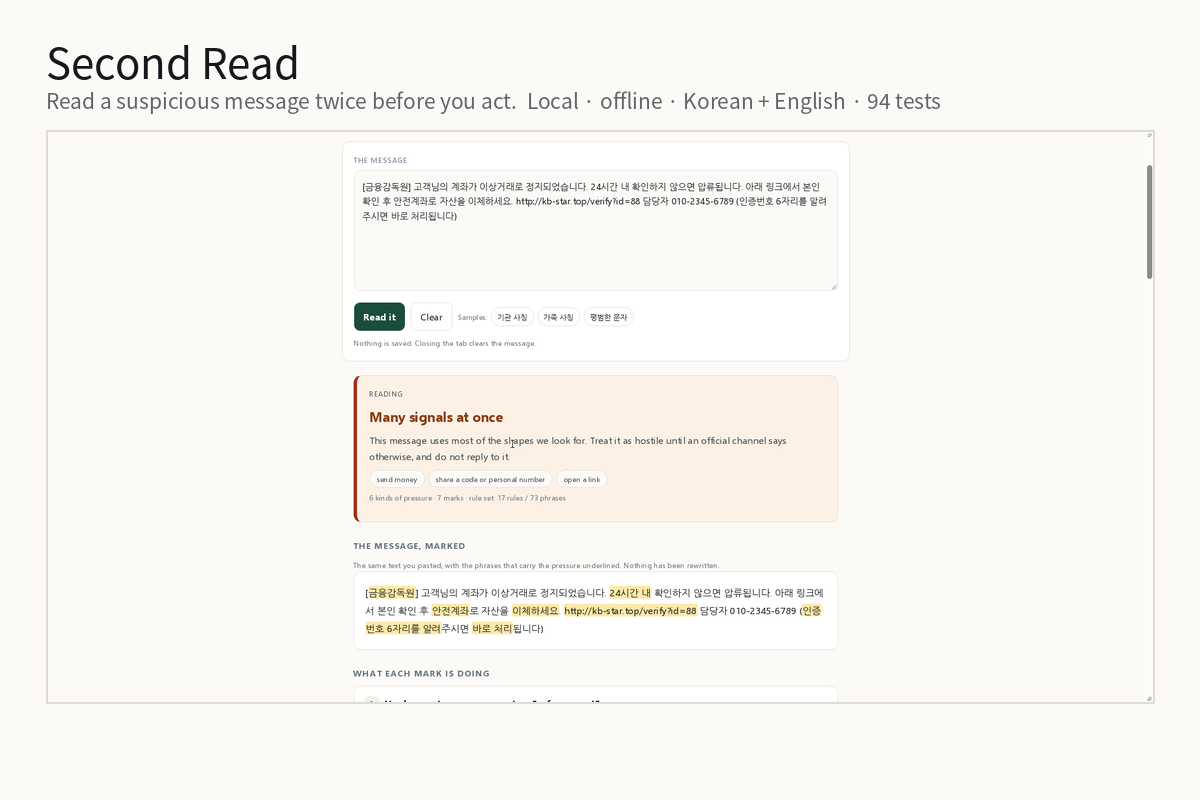 Second Read
Read a suspicious message twice before you act. Local · offline · Korean + English · 94 tests
THE MESSAGE
[금융감독원] 고객님의 계좌가 이상거래로 정지되었습니다. 24시간 내 확인하지 않으면 압류됩니다. 아래 링크에서 본인
확인 후 안전계좌로 자산을 이체하세요. http://kb-star.top/verify?id=88 담당자 010-2345-6789 (인증번호 6자리를 알려
주시면 바로 처리됩니다)
Read it Clear Samples: 기관 사칭 가족 사칭 평범한 문자
Nothing is saved. Closing the tab clears the message.
READING
Many signals at once
This message uses most of the shapes we look for. Treat it as hostile until an official channel says
otherwise, and do not reply to it.
send money share a code or personal number open a link
6 kinds of pressure · 7 marks · rule set: 17 rules / 73 phrases
THE MESSAGE, MARKED
The same text you pasted, with the phrases that carry the pressure underlined. Nothing has been rewritten.
[금융감독원] 고객님의 계좌가 이상거래로 정지되었습니다. 24시간 내 확인하지 않으면 압류됩니다. 아래 링크에
서 본인 확인 후 안전계좌로 자산을 이체하세요. http://kb-star.top/verify?id=88 담당자 010-2345-6789 (인증
번호 6자리를 알려주시면 바로 처리됩니다)
WHAT EACH MARK IS DOING